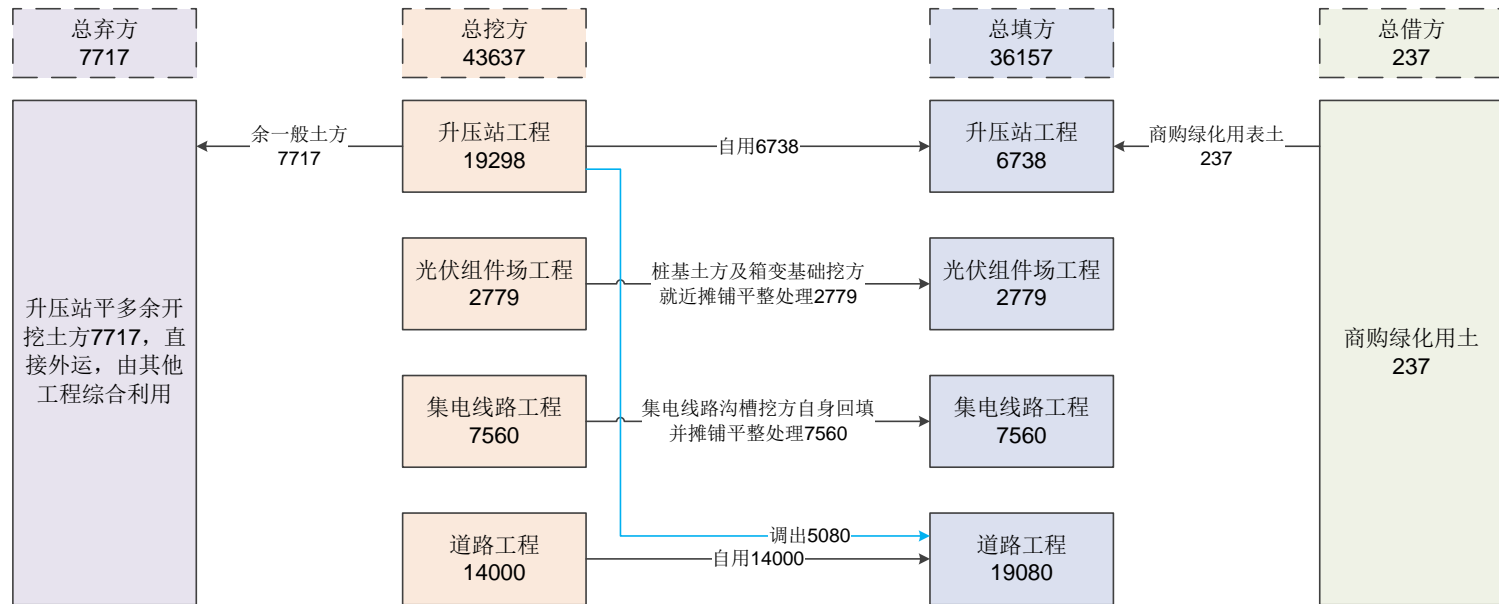 总弃方
7717
总挖方
43637
总填方
36157
总借方
237
升压站平多余开
挖土方7717，直
接外运，由其他
工程综合利用
余一般土方
7717
升压站工程
19298
自用6738
升压站工程
6738
商购绿化用表土
237
商购绿化用土
237
光伏组件场工程
2779
桩基土方及箱变基础挖方
就近摊铺平整处理2779
光伏组件场工程
2779
集电线路工程
7560
集电线路沟槽挖方自身回填
并摊铺平整处理7560
集电线路工程
7560
道路工程
14000
调出5080
自用14000
道路工程
19080